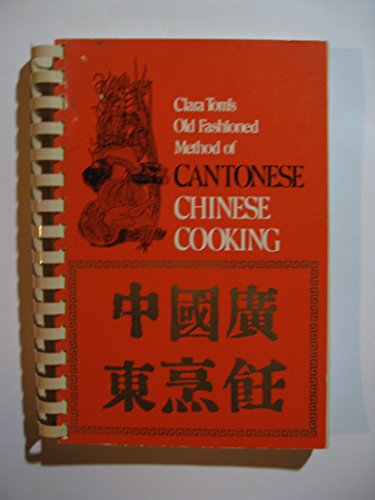 Clara Tom's
Old Fashioned
Method of
CANTONESE
CHINESE
COOKING
中國廣
東烹飪